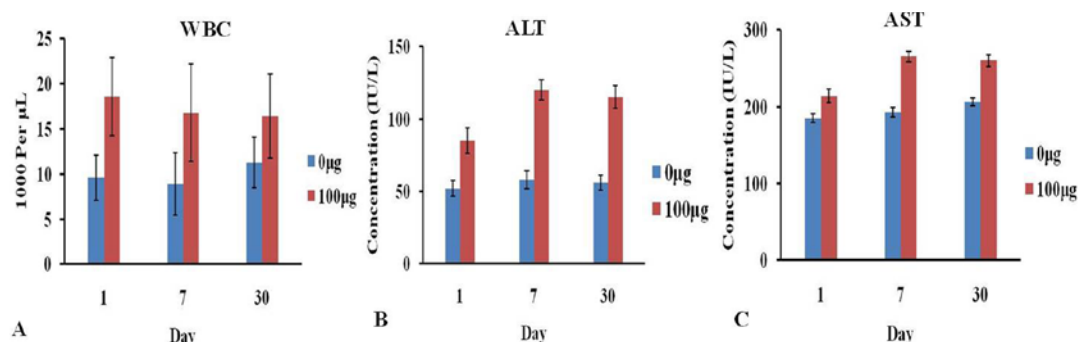 WBC
25
20
15
10
5
0
1000 Per µL
1 7 30
Day
0µg
100µg
A
ALT
150
100
50
0
Concentration (IU/L)
1 7 30
Day
0µg
100µg
B
AST
300
200
100
0
Concentration (IU/L)
1 7 30
Day
0µg
100µg
C